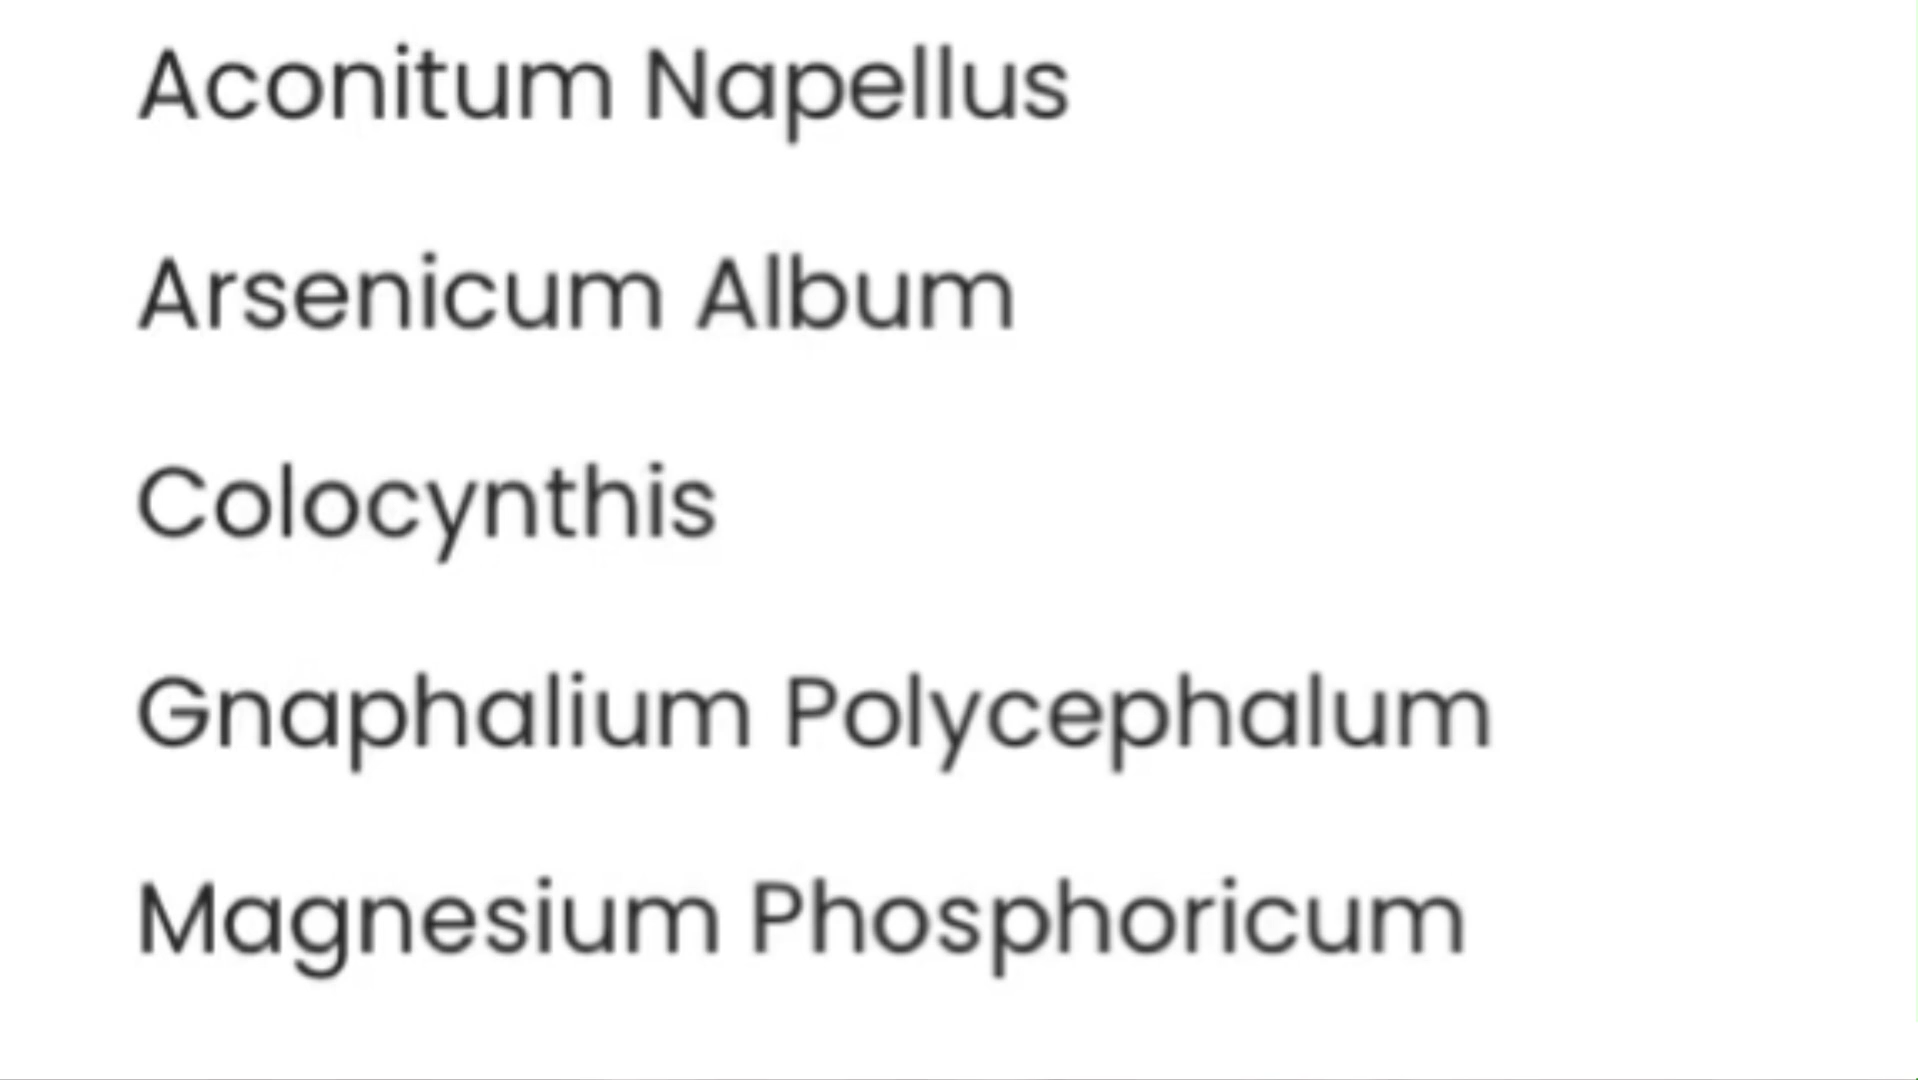 Aconitum Napellus
Arsenicum Album
Colocynthis
Gnaphalium Polycephalum
Magnesium Phosphoricum